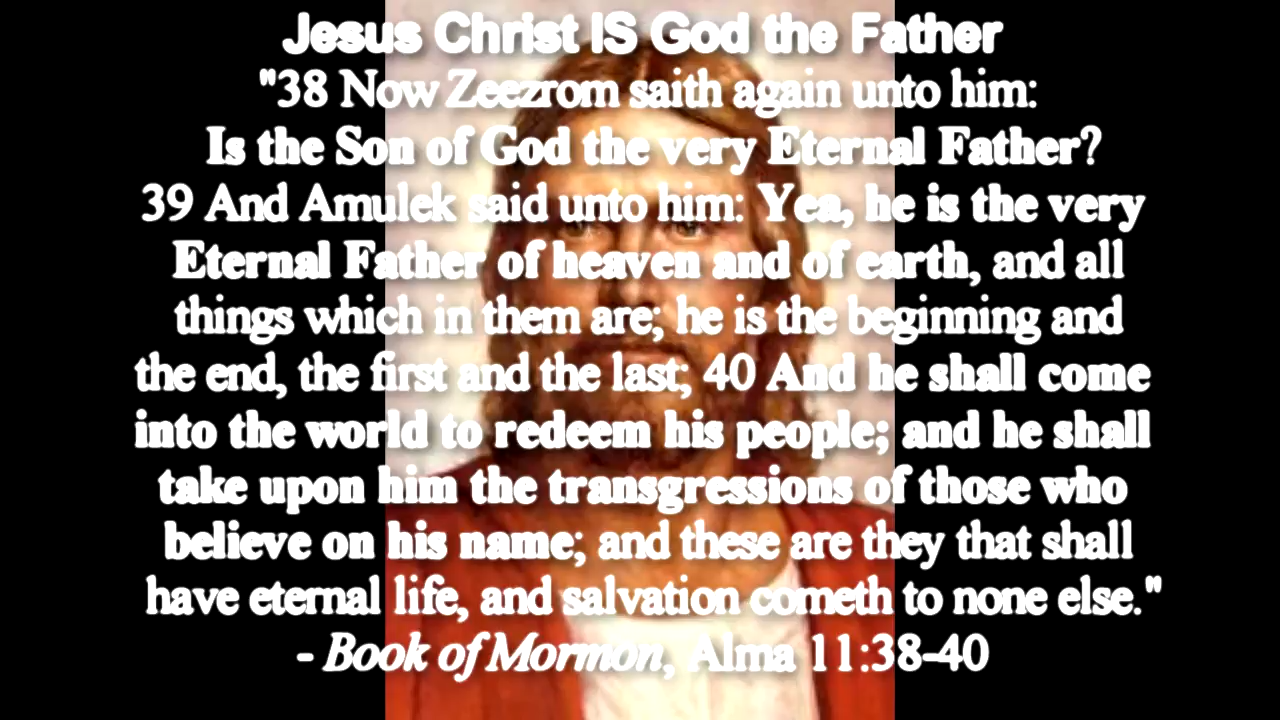 Jesus Christ IS God the Father
"38 Now Zeezrom saith again unto him:
Is the Son of God the very Eternal Father?
39 And Amulek said unto him: Yea, he is the very
Eternal Father of heaven and of earth, and all
things which in them are; he is the beginning and
the end, the first and the last; 40 And he shall come
into the world to redeem his people; and he shall
take upon him the transgressions of those who
believe on his name; and these are they that shall
have eternal life, and salvation cometh to none else."
- Book of Mormon, Alma 11:38-40